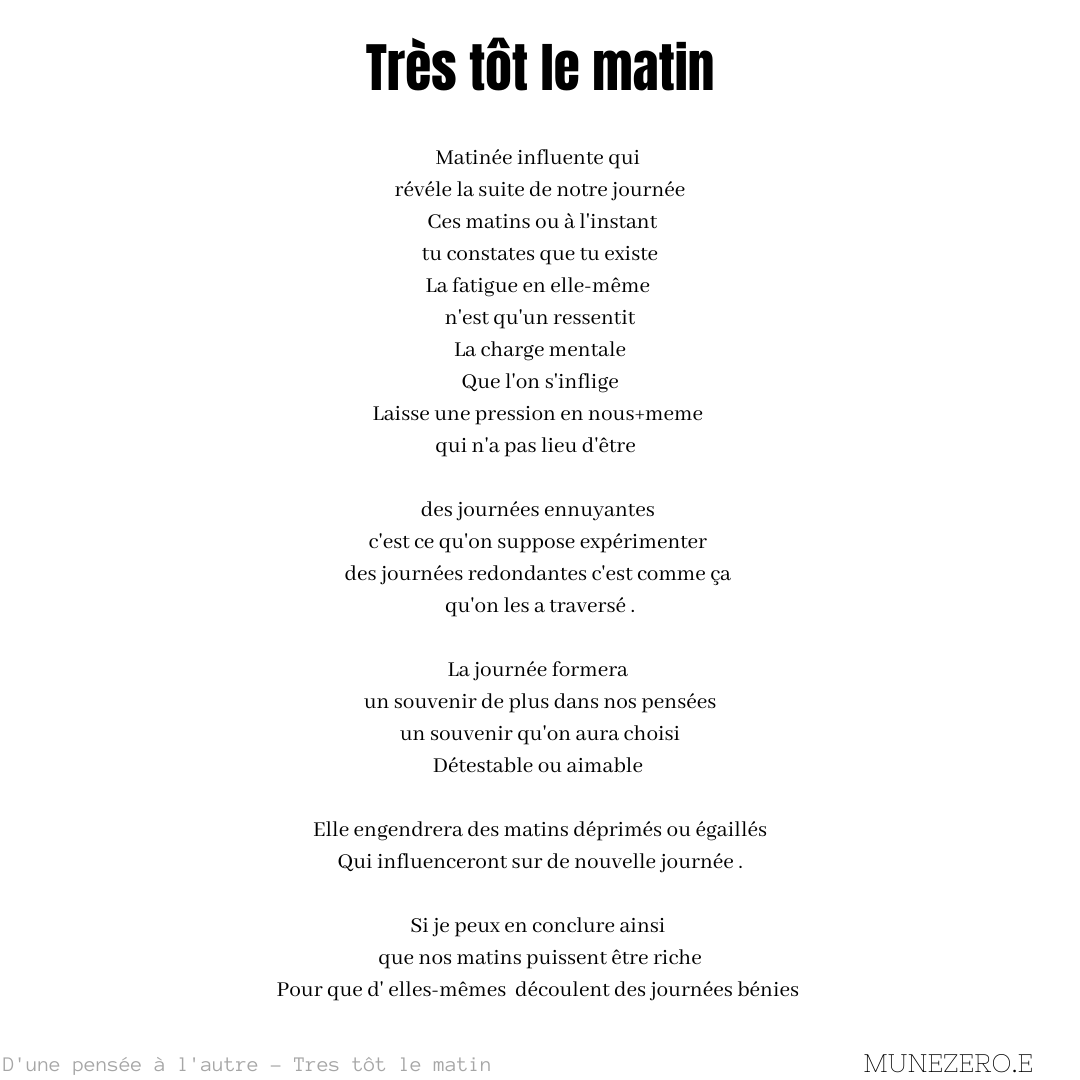 Très tôt le matin
Matinée influente qui
révéle la suite de notre journée
Ces matins ou à l'instant
tu constates que tu existe
La fatigue en elle-même
n'est qu'un ressentit
La charge mentale
Que l'on s'inflige
Laisse une pression en nous+meme
qui n'a pas lieu d'être
des journées ennuyantes
c'est ce qu'on suppose expérimenter
des journées redondantes c'est comme ça
qu'on les a traversé .
La journée formera
un souvenir de plus dans nos pensées
un souvenir qu'on aura choisi
Détestable ou aimable
Elle engendrera des matins déprimés ou égaillés
Qui influenceront sur de nouvelle journée .
Si je peux en conclure ainsi
que nos matins puissent être riche
Pour que d' elles-mêmes  découlent des journées bénies
D'une pensée à l'autre – Tres tôt le matin
MUNEZERO.E